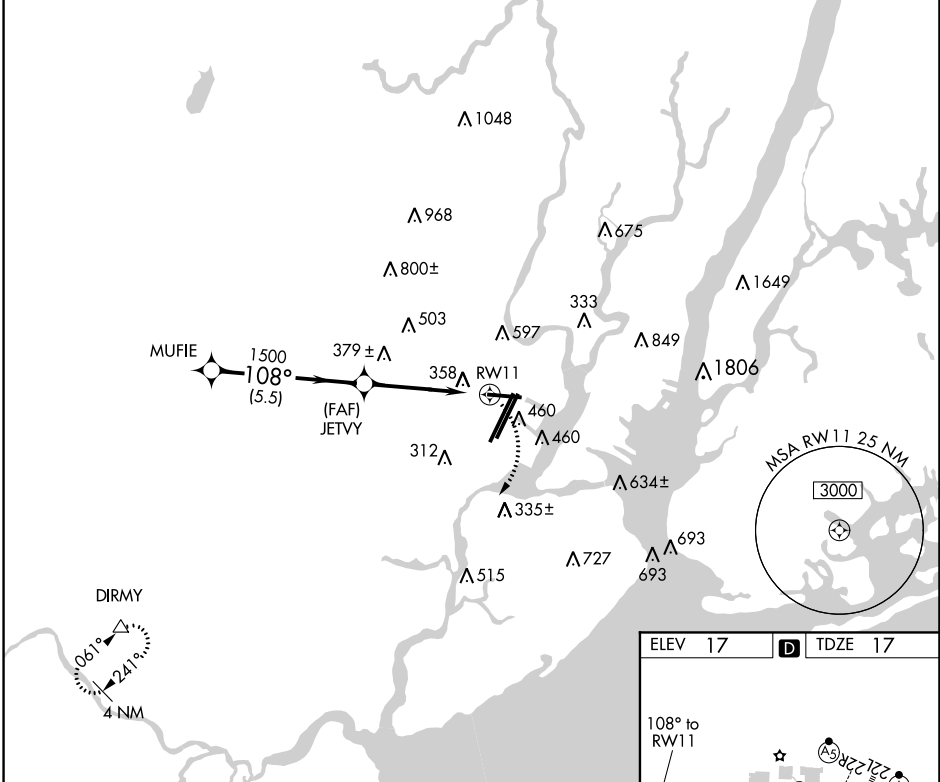 1048
968
675
800±
1649
333
503
597
849
MUFIE
1500
379 ±
108°
358
RW11
1806
(5.5)
(FAF)
JETVY
460
460
312
MSA RW11 25 NM
3000
634±
335±
693
727
693
515
DIRMY
061°
241°
4 NM
ELEV 17
D
TDZE 17
108° to
RW11
A5
22R
22L